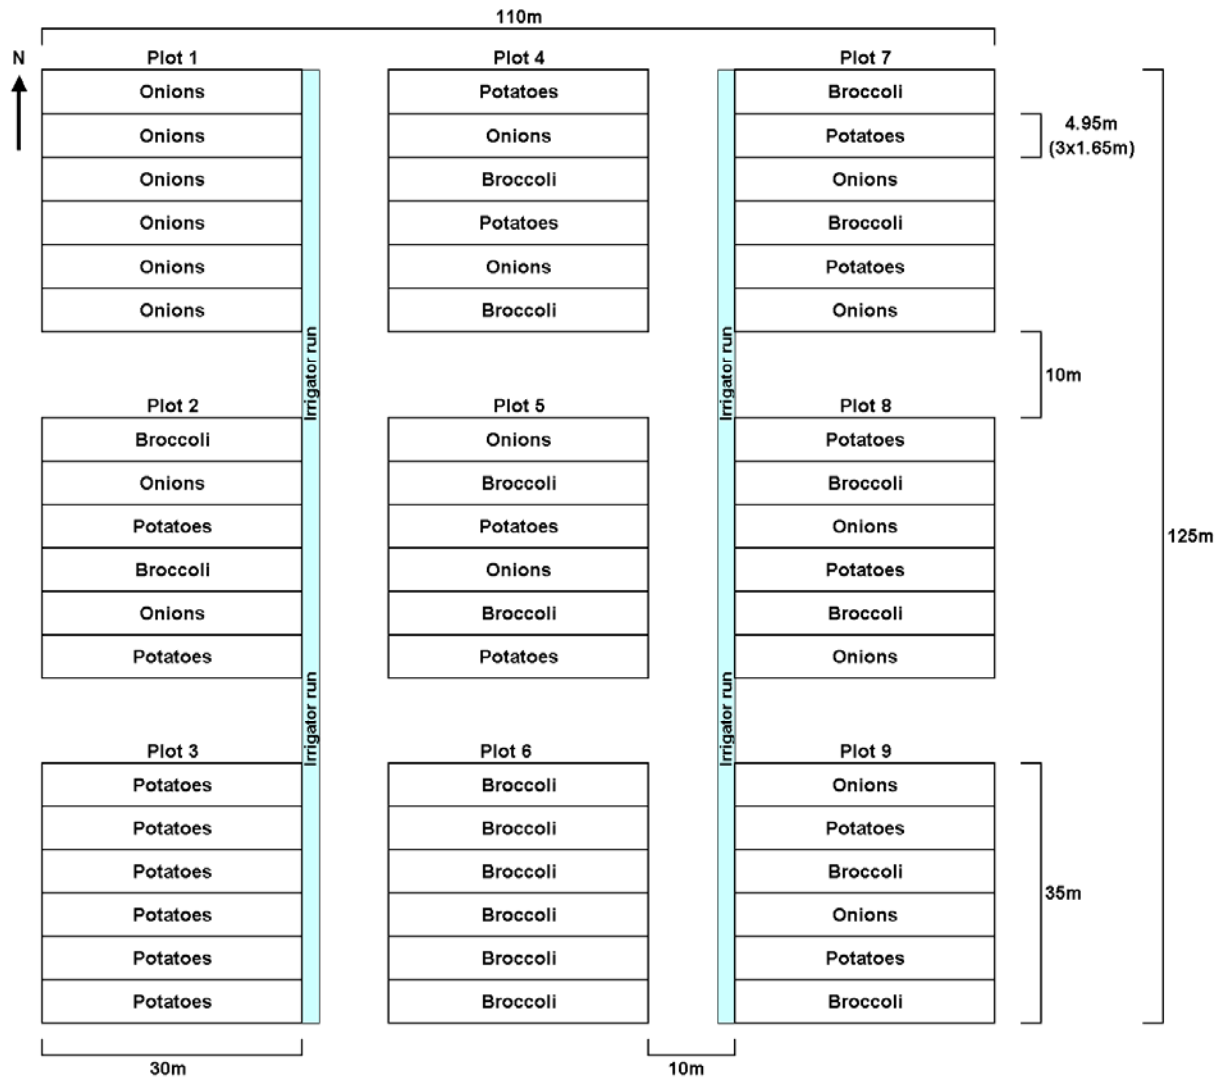 110m
N
Plot 1
Plot 4
Plot 7
Onions
Potatoes
Broccoli
Onions
Onions
Potatoes
4.95m
(3x1.65m)
Onions
Broccoli
Onions
Onions
Potatoes
Broccoli
Onions
Onions
Potatoes
Onions
Broccoli
Onions
Irrigator run
Irrigator run
10m
Plot 2
Plot 5
Plot 8
Broccoli
Onions
Potatoes
Onions
Broccoli
Broccoli
Potatoes
Potatoes
Onions
125m
Broccoli
Onions
Potatoes
Onions
Broccoli
Broccoli
Potatoes
Potatoes
Onions
Irrigator run
Irrigator run
Plot 3
Plot 6
Plot 9
Potatoes
Broccoli
Onions
Potatoes
Broccoli
Potatoes
Potatoes
Broccoli
Broccoli
35m
Potatoes
Broccoli
Onions
Potatoes
Broccoli
Potatoes
Potatoes
Broccoli
Broccoli
30m
10m